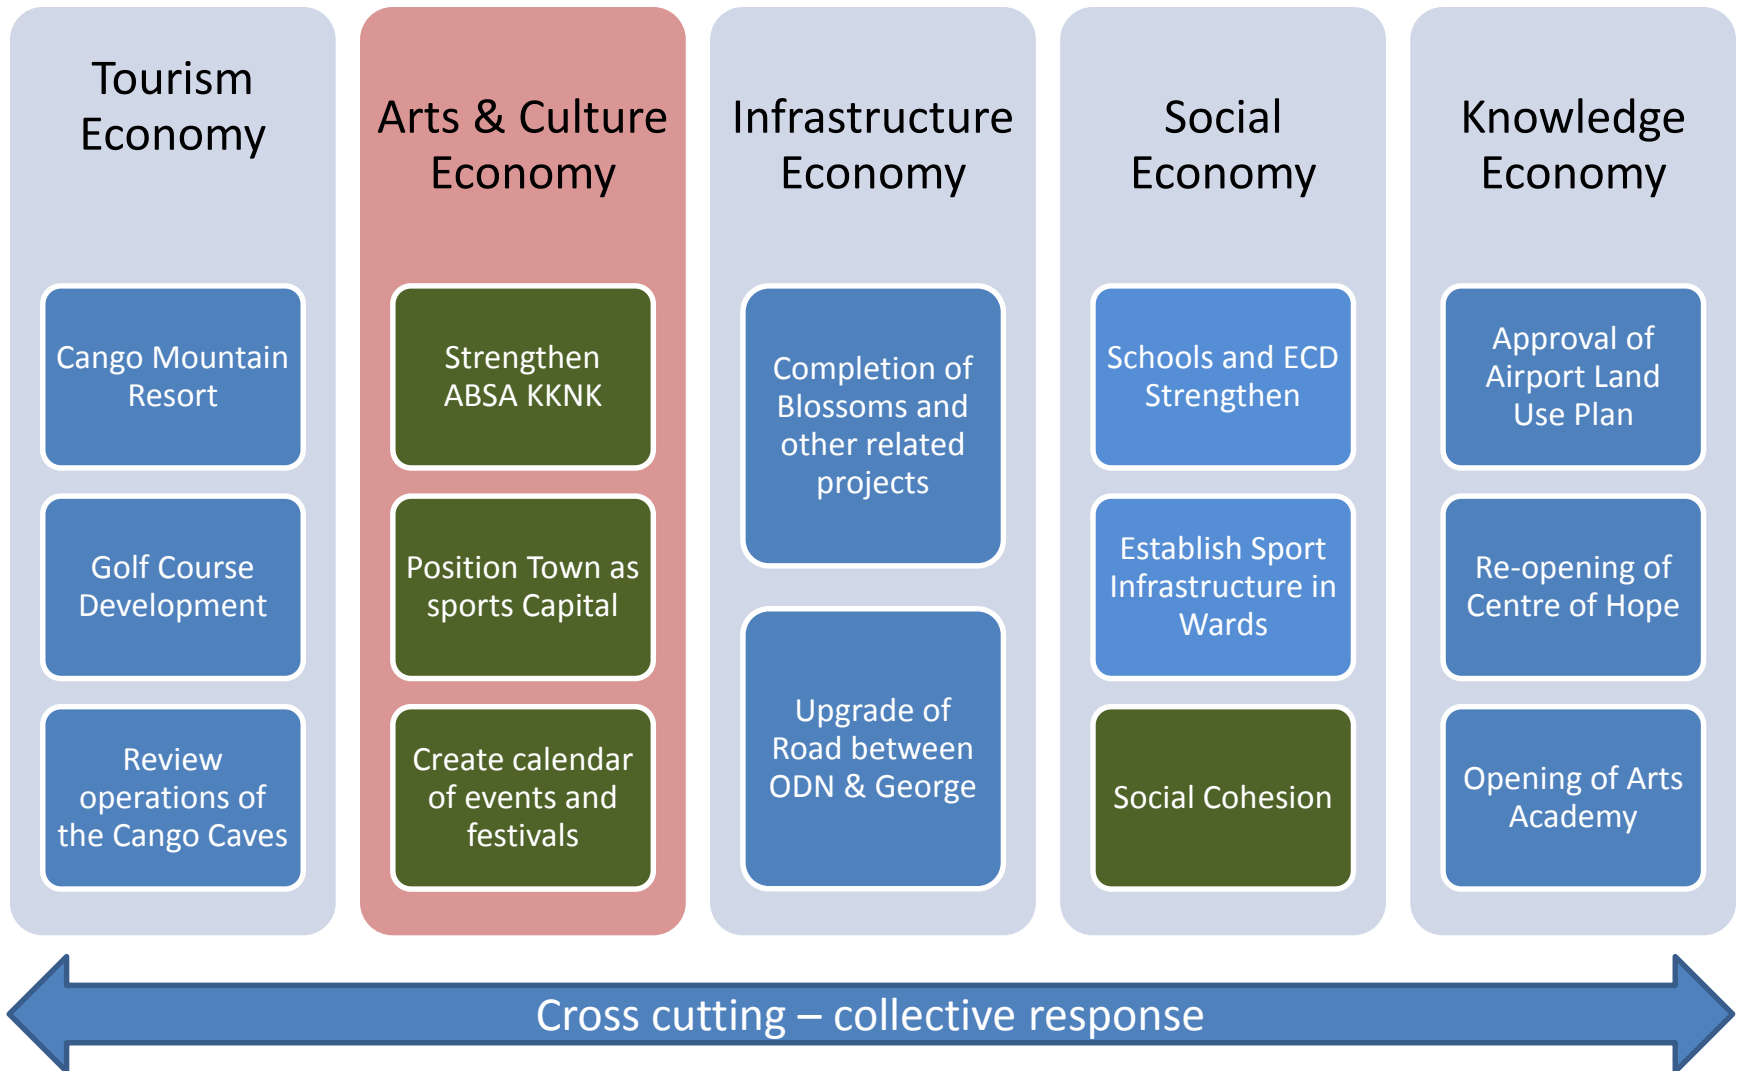 Tourism
Economy
Cango Mountain
Resort
Golf Course
Development
Review
operations of
the Cango Caves
Arts & Culture
Economy
Strengthen
ABSA KKNK
Position Town as
sports Capital
Create calendar
of events and
festivals
Infrastructure
Economy
Completion of
Blossoms and
other related
projects
Upgrade of
Road between
ODN & George
Social
Economy
Schools and ECD
Strengthen
Establish Sport
Infrastructure in
Wards
Social Cohesion
Knowledge
Economy
Approval of
Airport Land
Use Plan
Re-opening of
Centre of Hope
Opening of Arts
Academy
Cross cutting – collective response